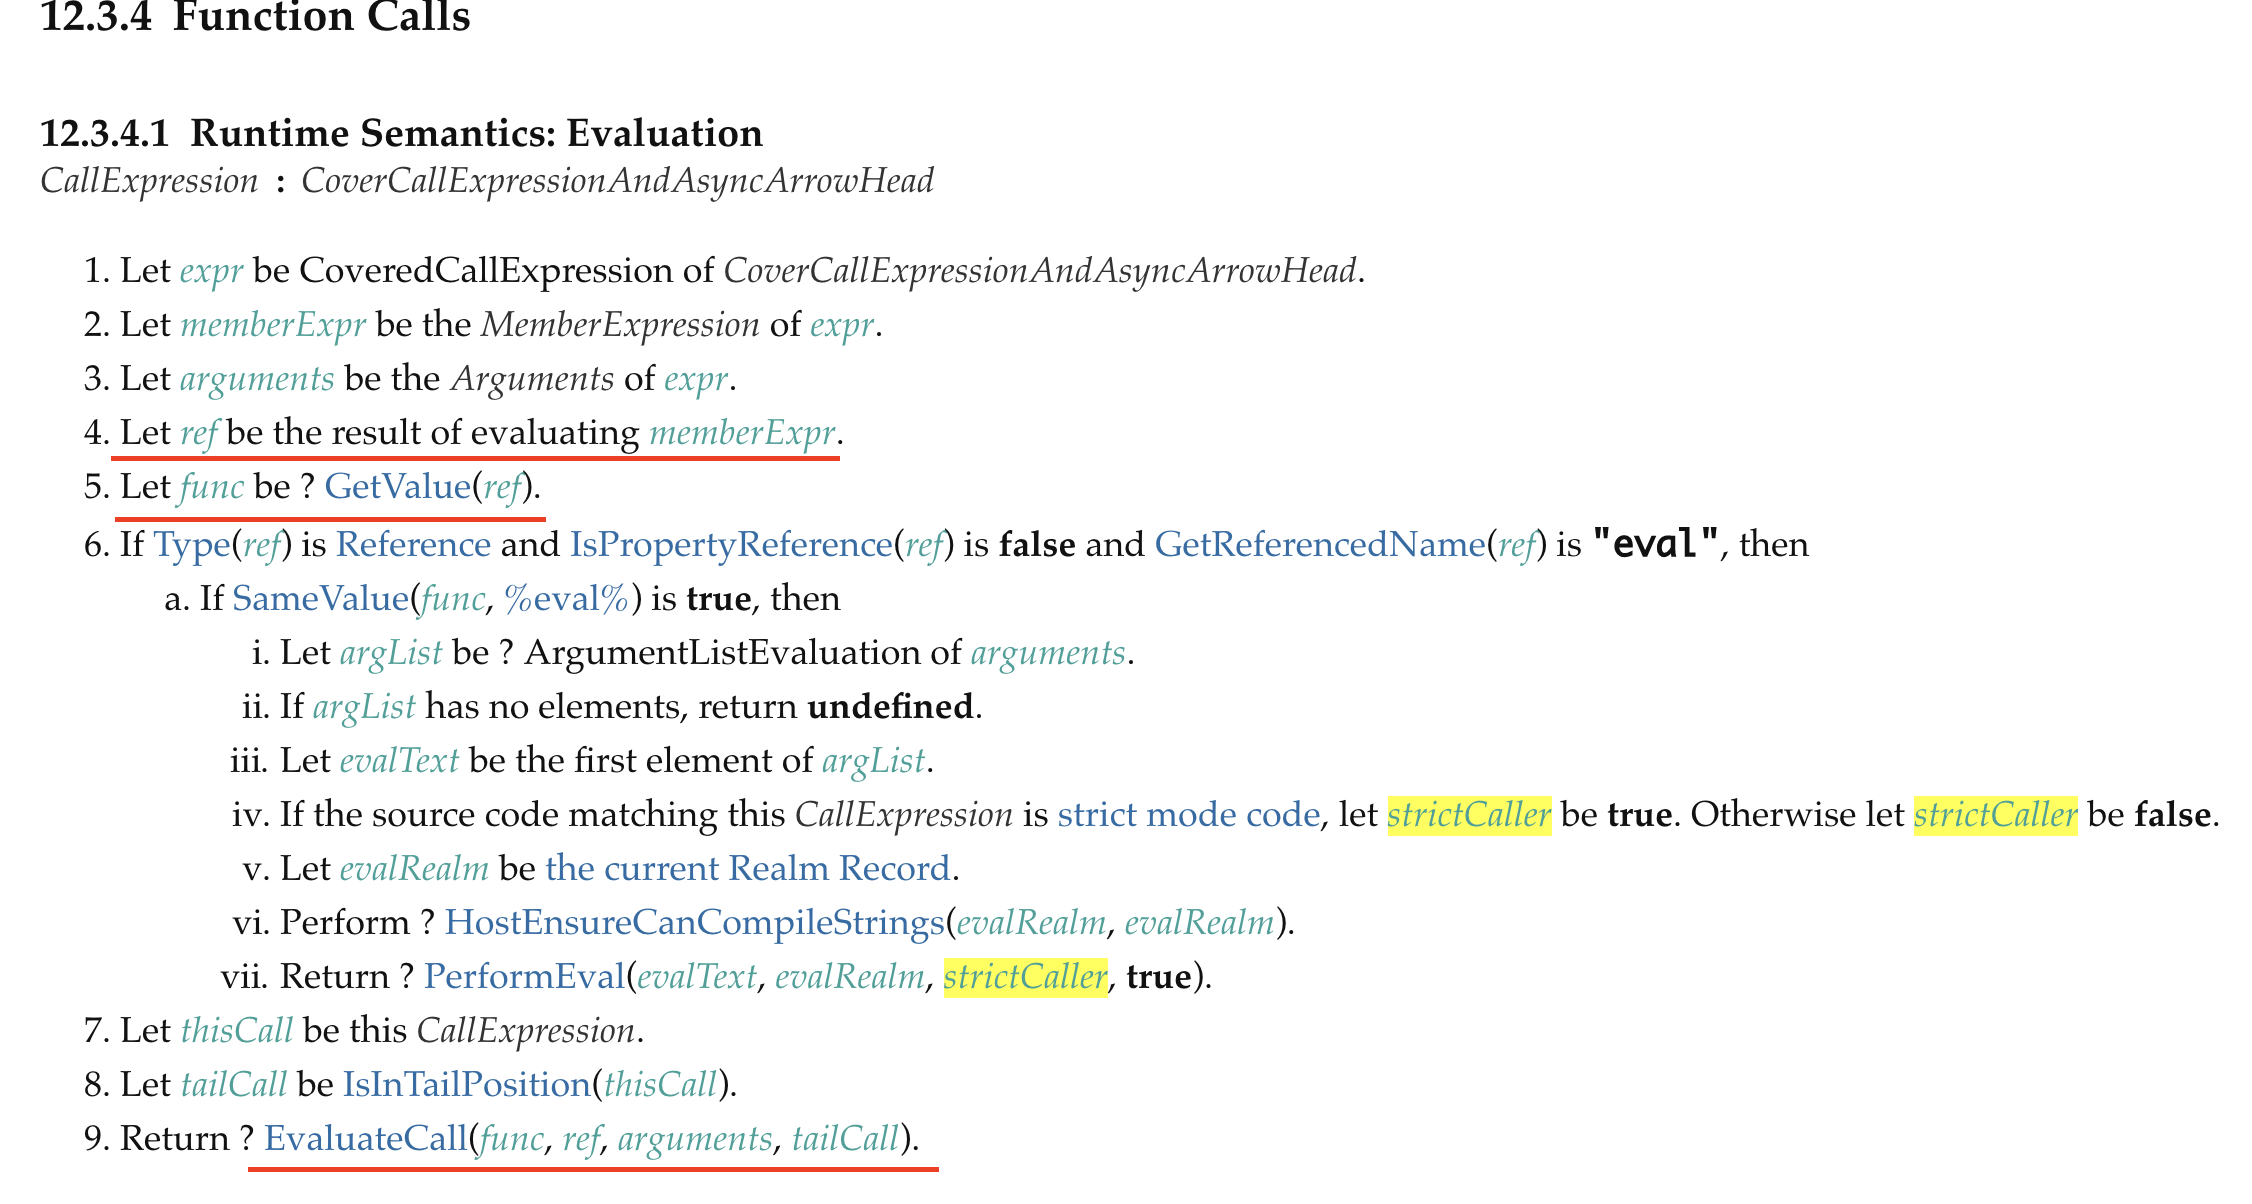 12.3.4 Function Calls
12.3.4.1 Runtime Semantics: Evaluation
CallExpression : CoverCallExpressionAndAsyncArrowHead
1. Let expr be CoveredCallExpression of CoverCallExpressionAndAsyncArrowHead.
2. Let memberExpr be the MemberExpression of expr.
3. Let arguments be the Arguments of expr.
4. Let ref be the result of evaluating memberExpr.
5. Let func be ? GetValue(ref).
6. If Type(ref) is Reference and IsPropertyReference(ref) is false and GetReferencedName(ref) is "eval", then
a. If SameValue(func, %eval%) is true, then
i. Let argList be ? ArgumentListEvaluation of arguments.
ii. If argList has no elements, return undefined.
iii. Let evalText be the first element of argList.
iv. If the source code matching this CallExpression is strict mode code, let strictCaller be true. Otherwise let strictCaller be false.
v. Let evalRealm be the current Realm Record.
vi. Perform ? HostEnsureCanCompileStrings(evalRealm, evalRealm).
vii. Return ? PerformEval(evalText, evalRealm, strictCaller, true).
7. Let thisCall be this CallExpression.
8. Let tailCall be IsInTailPosition(thisCall).
9. Return ? EvaluateCall(func, ref, arguments, tailCall).